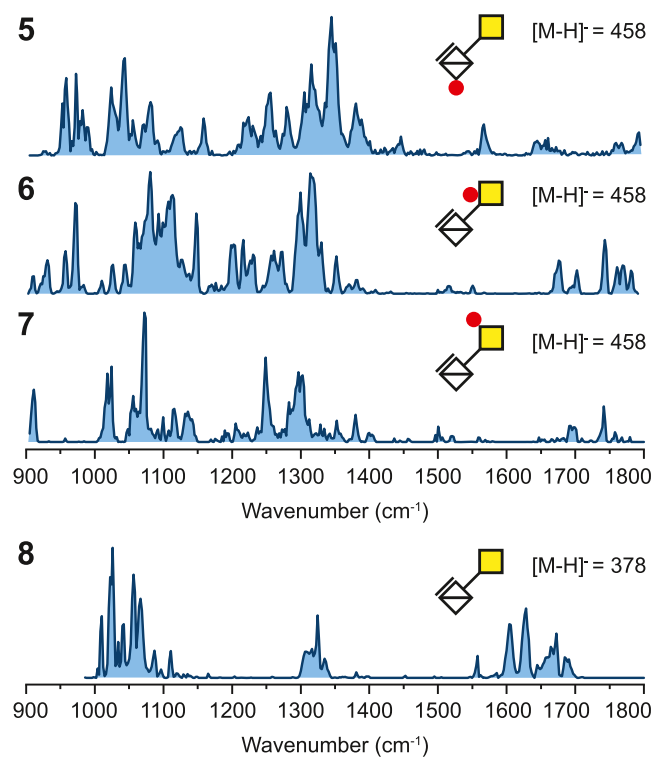 5
[M-H]- = 458
6
[M-H]- = 458
7
[M-H]- = 458
900 1000 1100 1200 1300 1400 1500 1600 1700 1800
Wavenumber (cm-1)
8
[M-H]- = 378
900 1000 1100 1200 1300 1400 1500 1600 1700 1800
Wavenumber (cm-1)